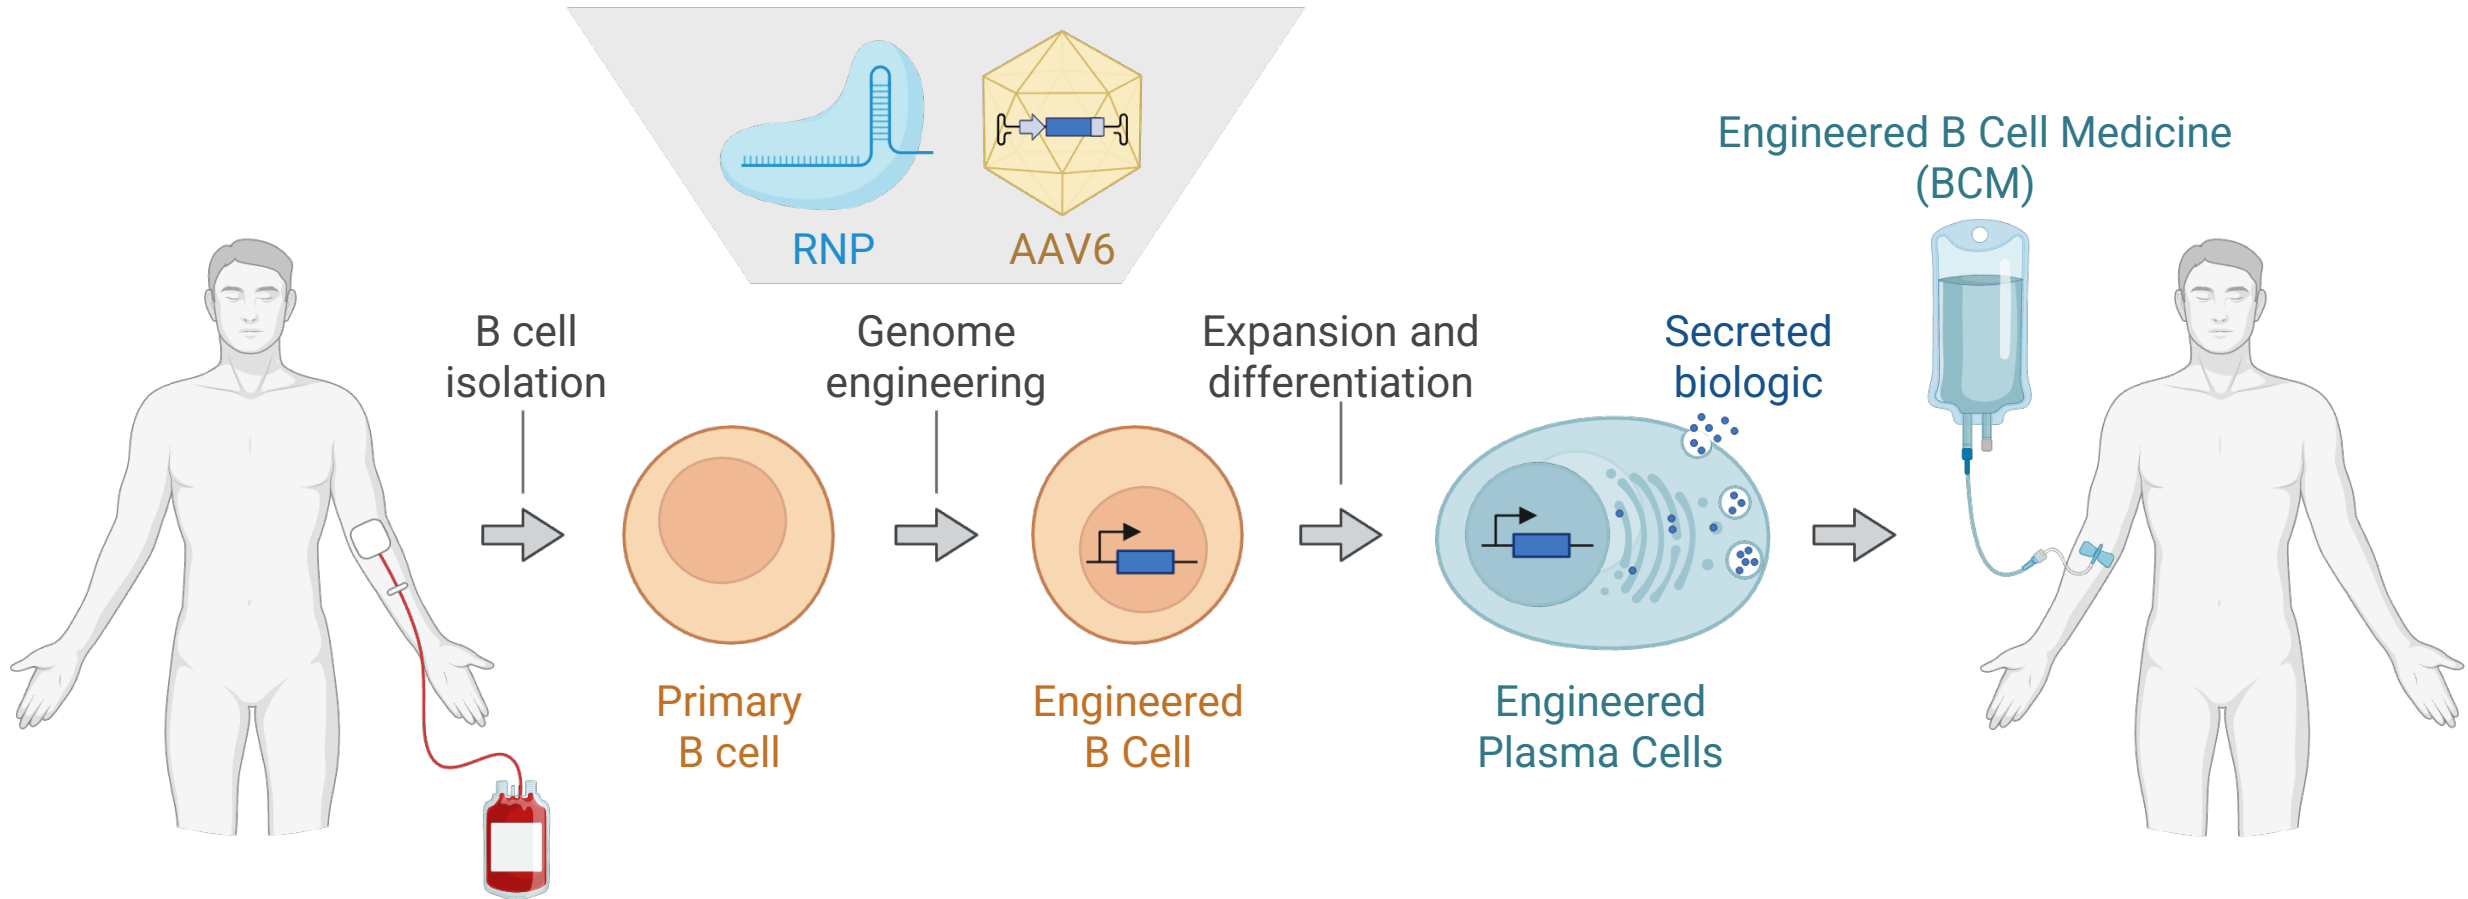 RNP
AAV6
Engineered B Cell Medicine
(BCM)
B cell
isolation
Genome
engineering
Expansion and
differentiation
Secreted
biologic
Primary
B cell
Engineered
B Cell
Engineered
Plasma Cells